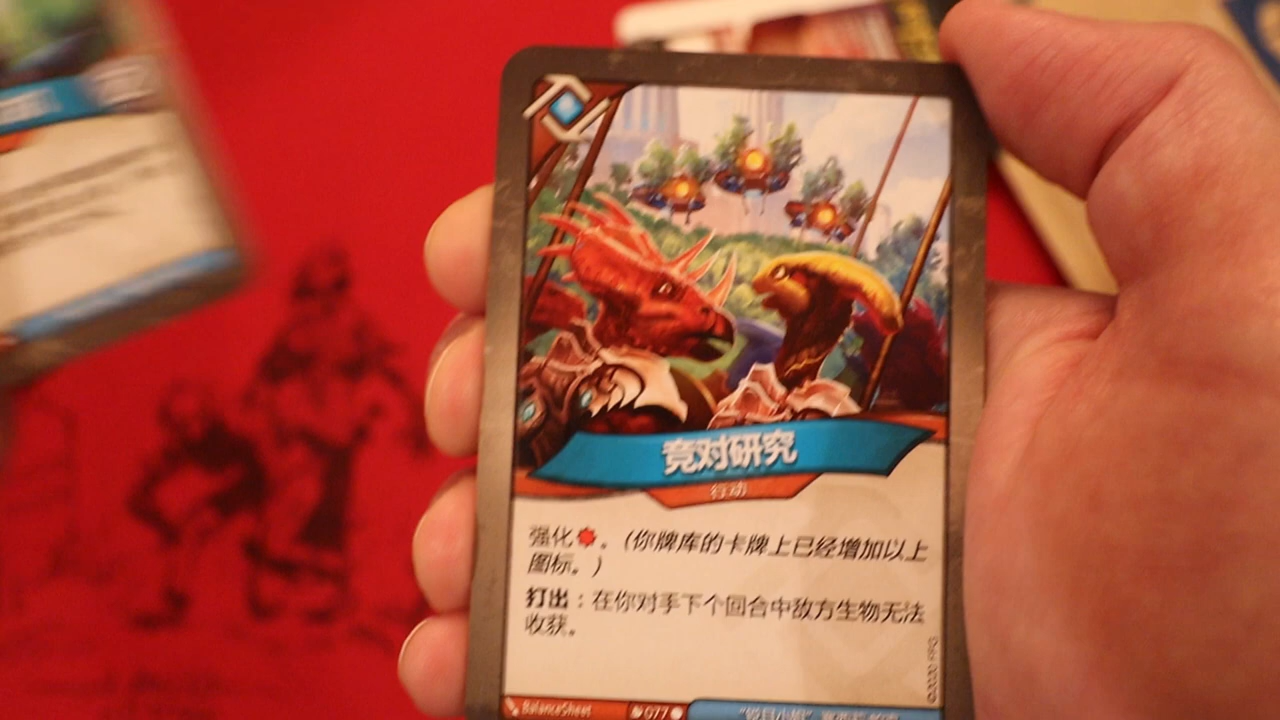 竞对研究
行动
强化 。（你牌库的卡牌上已经增加以上
图标。）
打出：在你对手下个回合中敌方生物无法
收获。
©2020 FFG
BalanceSheet
077